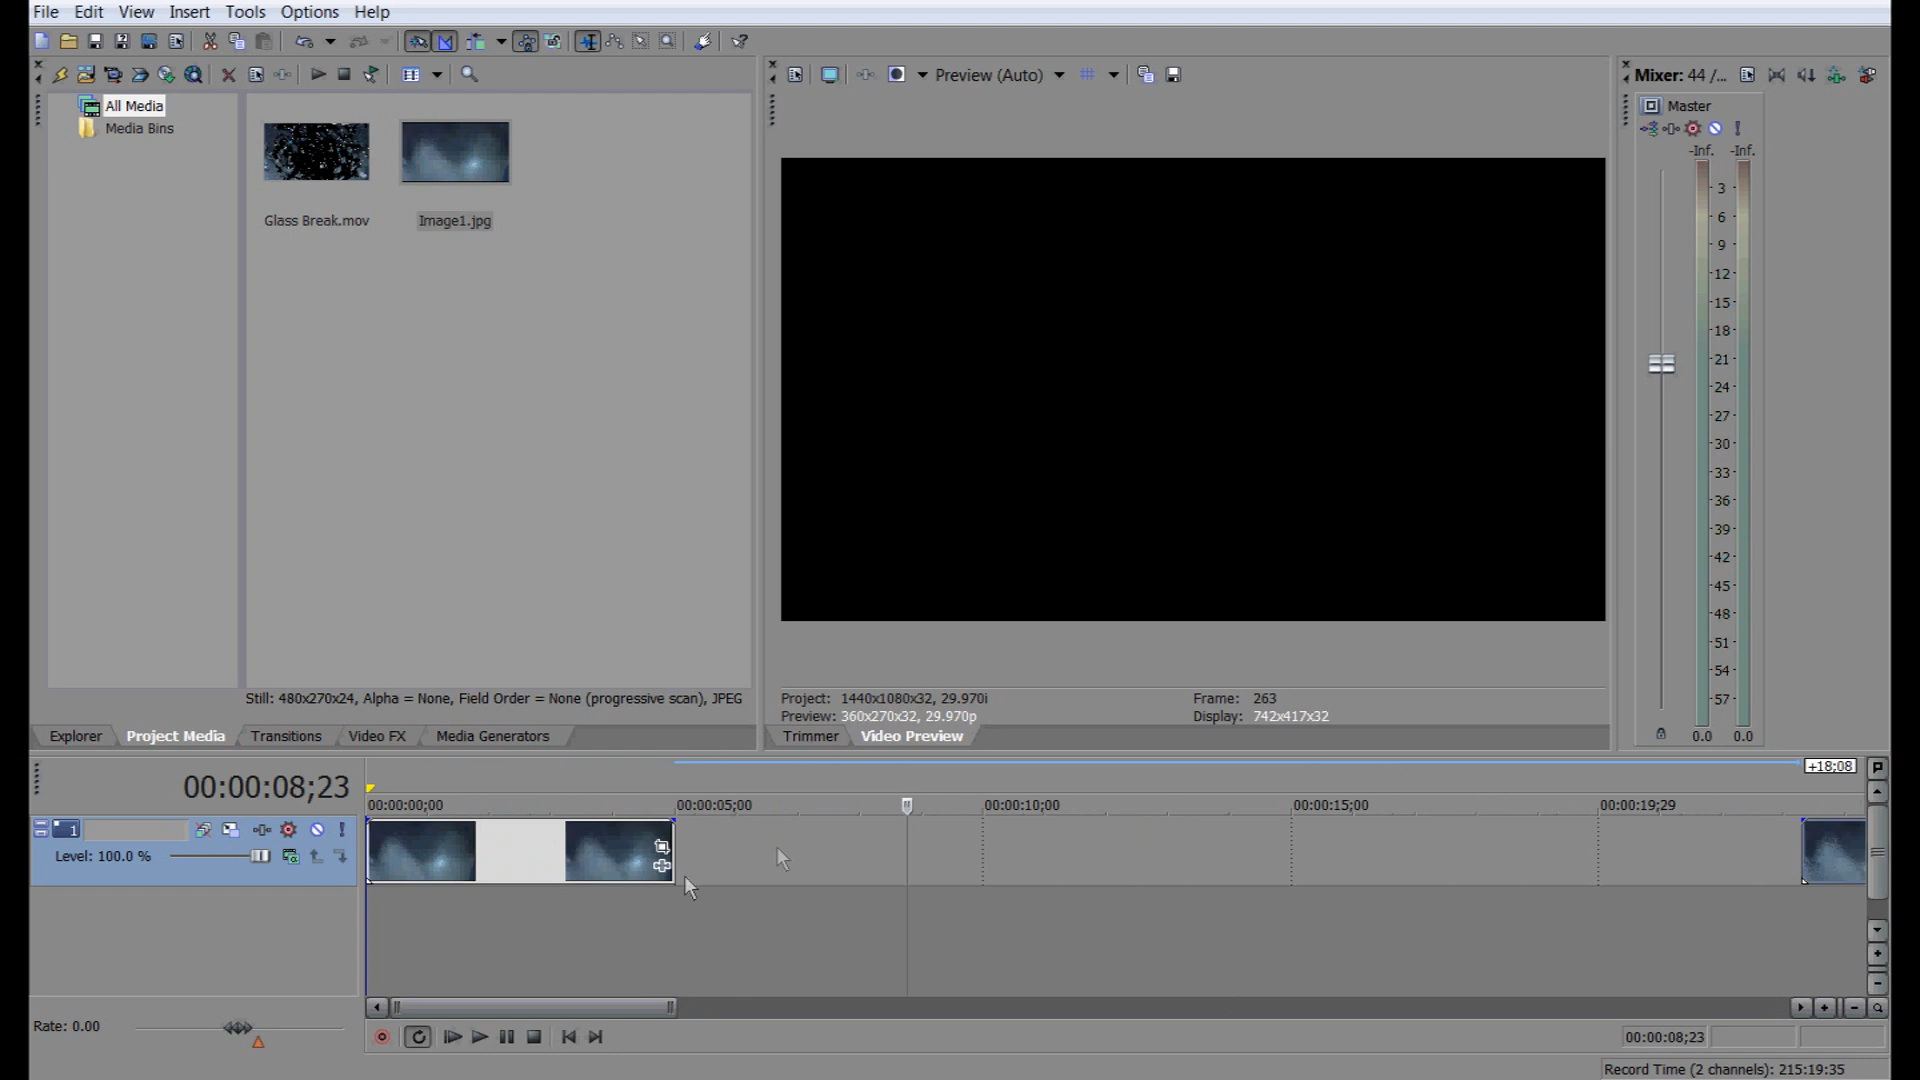 File Edit View Insert Tools Options Help
Preview (Auto)
Mixer: 44 /...
All Media
Media Bins
Master
-Inf. -Inf.
3
6
9
12
15
18
21
24
27
30
33
36
39
42
45
48
51
54
57
0.0 0.0
Glass Break.mov
Image1.jpg
Still: 480x270x24, Alpha = None, Field Order = None (progressive scan), JPEG
Project: 1440x1080x32, 29.970i
Frame: 263
Preview: 360x270x32, 29.970p
Display: 742x417x32
Explorer Project Media Transitions Video FX Media Generators
Trimmer Video Preview
+18;08
00:00:08;23
00:00:00;00 00:00:05;00 00:00:10;00 00:00:15;00 00:00:19;29
1
Level: 100.0 %
Rate: 0.00
00:00:08;23
Record Time (2 channels): 215:19:35